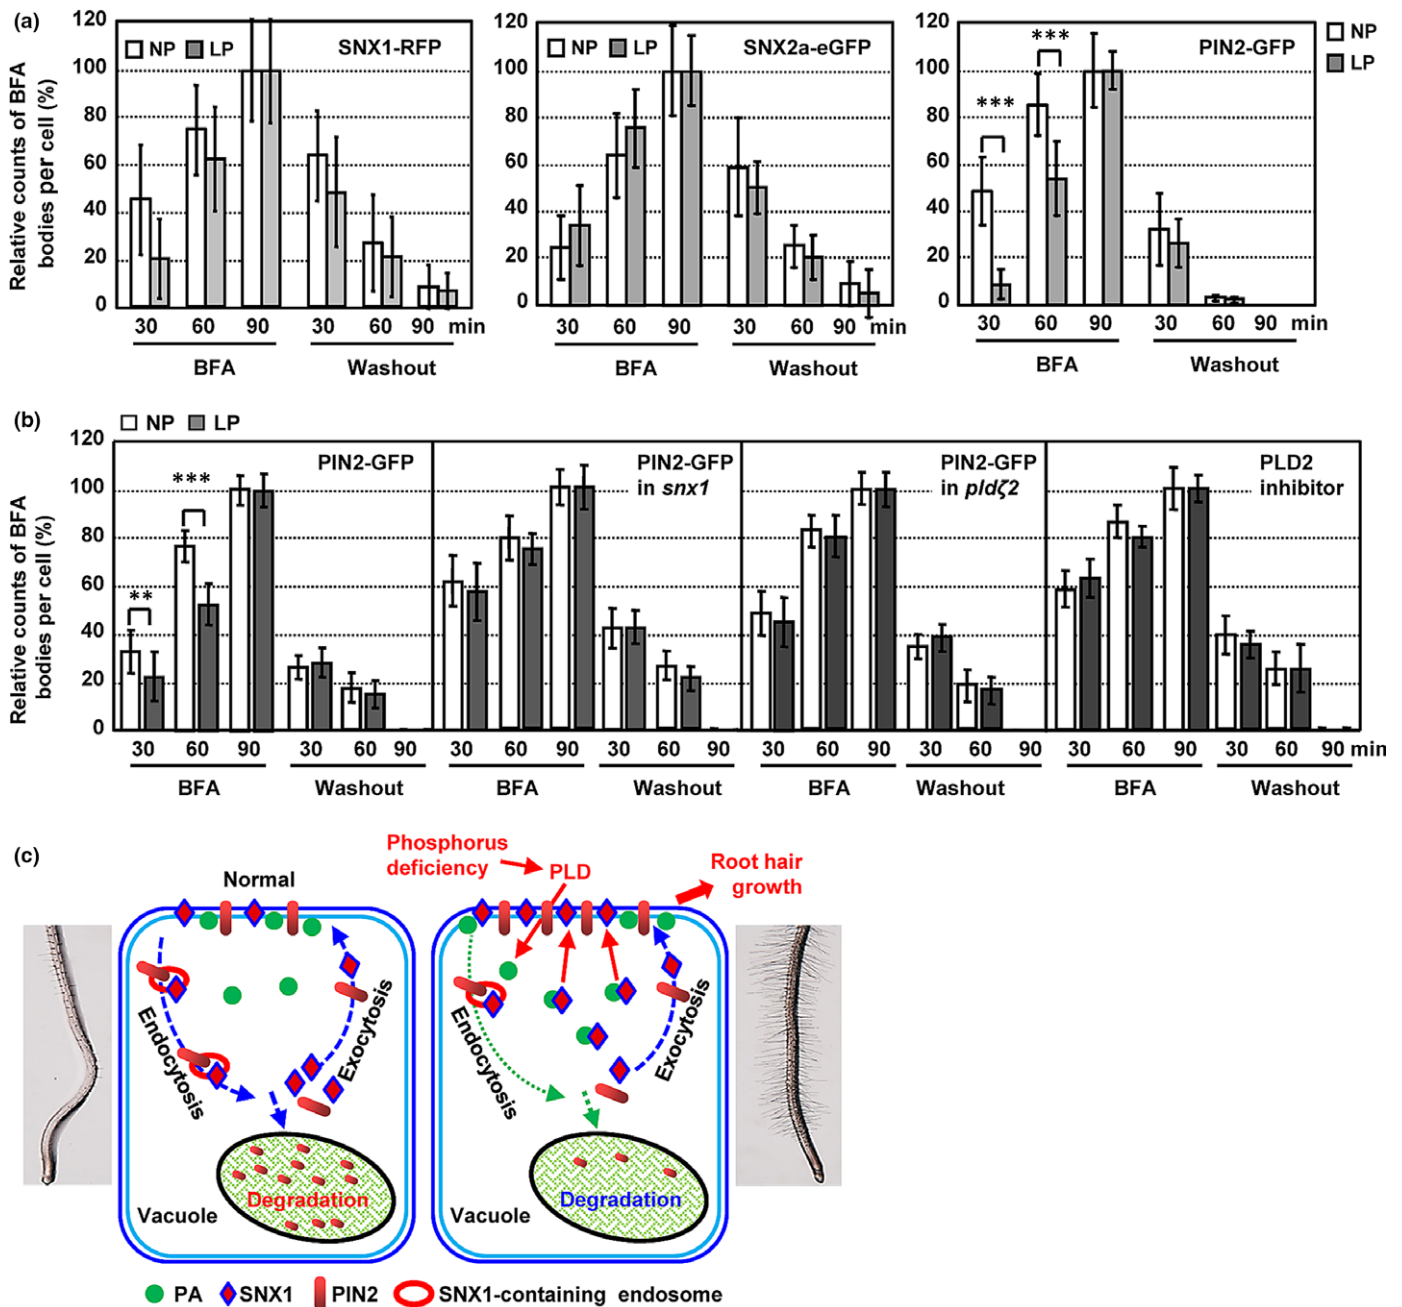 (a)
Relative counts of BFA
bodies per cell (%)
120
100
80
60
40
20
0
NP LP
SNX1-RFP
30 60 90 30 60 90 min
BFA Washout
120
100
80
60
40
20
0
NP LP
SNX2a-eGFP
30 60 90 30 60 90 min
BFA Washout
120
100
80
60
40
20
0
PIN2-GFP
***
***
30 60 90 30 60 90 min
BFA Washout
NP
LP
(b)
NP LP
Relative counts of BFA
bodies per cell (%)
120
100
80
60
40
20
0
PIN2-GFP
***
**
30 60 90 30 60 90
BFA Washout
PIN2-GFP
in snx1
30 60 90 30 60 90
BFA Washout
PIN2-GFP
in pldζ2
30 60 90 30 60 90
BFA Washout
PLD2
inhibitor
30 60 90 30 60 90 min
BFA Washout
(c)
Normal
Endocytosis
Exocytosis
Degradation
Vacuole
Phosphorus
deficiency
PLD
Root hair
growth
Endocytosis
Exocytosis
Degradation
Vacuole
PA SNX1 PIN2 SNX1-containing endosome